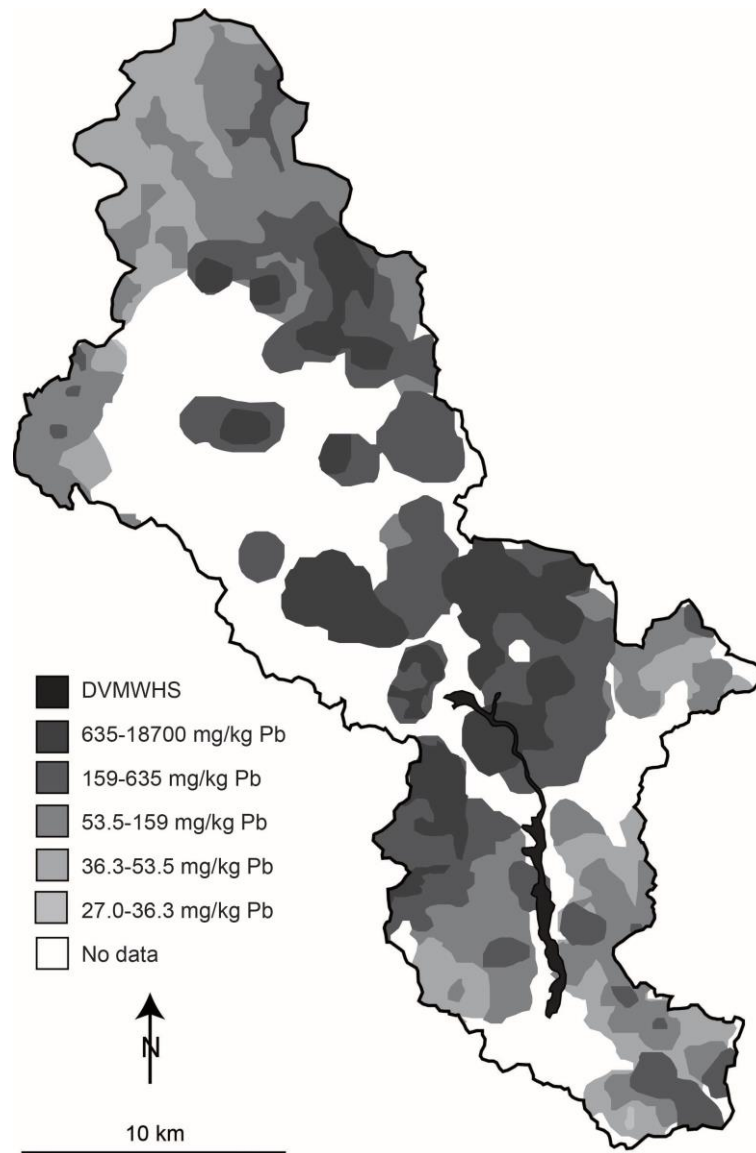 DVMWHS
635-18700 mg/kg Pb
159-635 mg/kg Pb
53.5-159 mg/kg Pb
36.3-53.5 mg/kg Pb
27.0-36.3 mg/kg Pb
No data
N
10 km